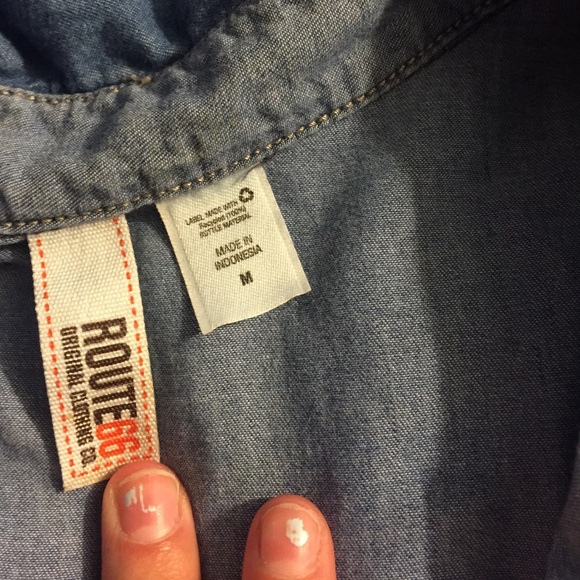 ROUTE66
ORIGINAL CLOTHING CO.
LABEL MADE WITH
Recycled (100%)
BOTTLE MATERIAL
MADE IN
INDONESIA
M